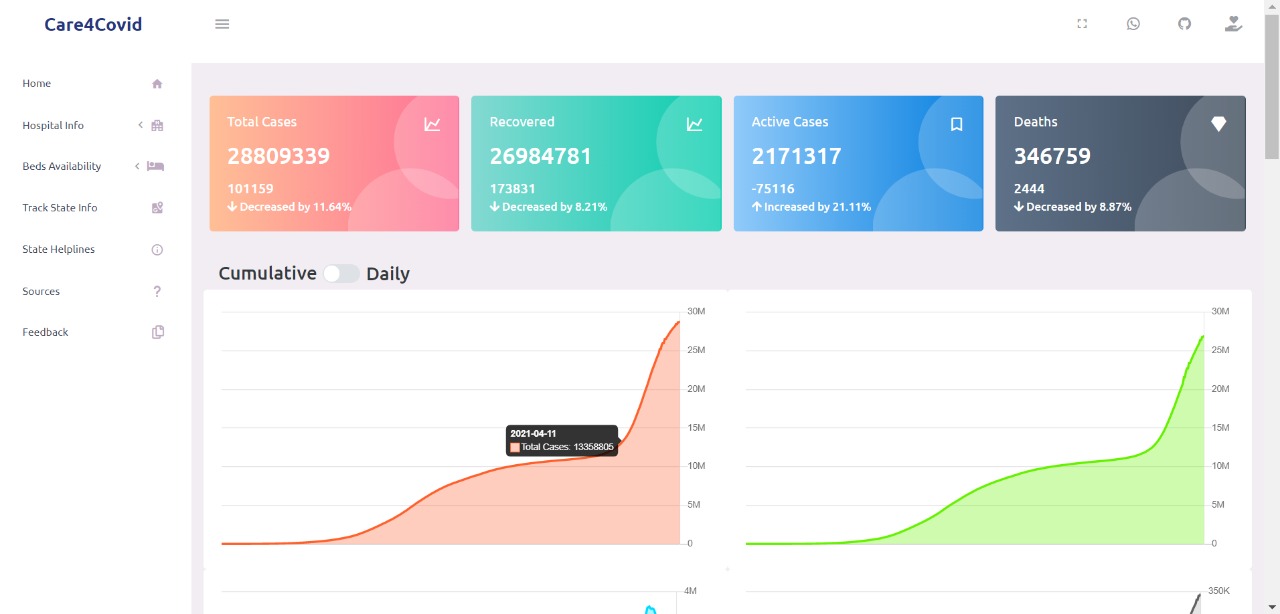 Care4Covid
Home
Hospital Info
Beds Availability
Track State Info
State Helplines
Sources
Feedback
Total Cases
28809339
101159
Decreased by 11.64%
Recovered
26984781
173831
Decreased by 8.21%
Active Cases
2171317
-75116
Increased by 21.11%
Deaths
346759
2444
Decreased by 8.87%
Cumulative Daily
30M
25M
20M
15M
10M
5M
0
2021-04-11
Total Cases: 13358805
30M
25M
20M
15M
10M
5M
0
4M
350K